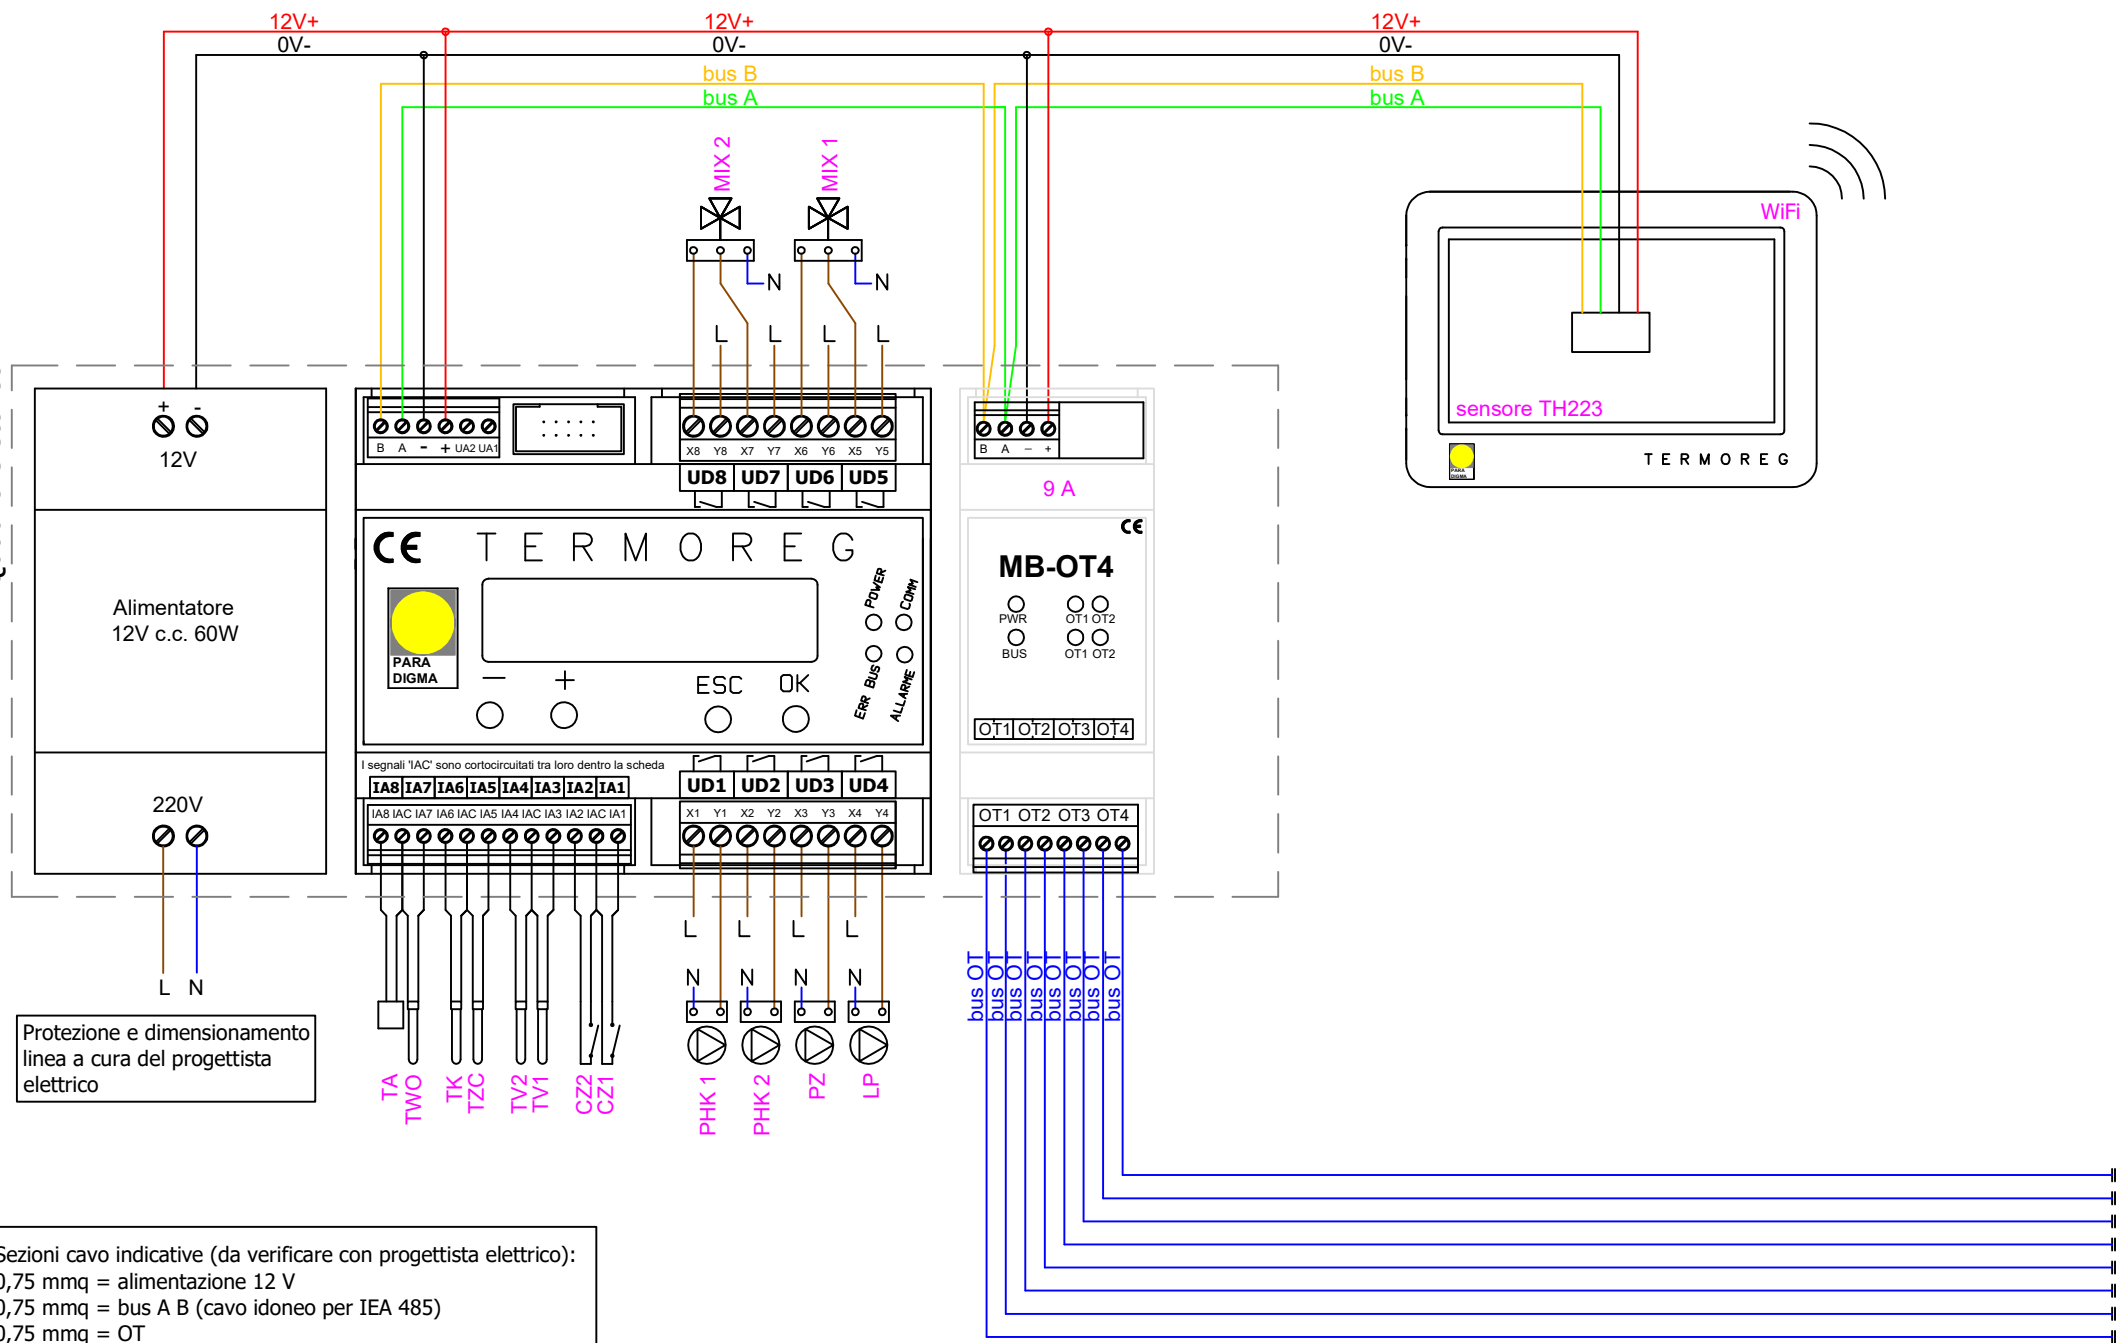 12V+ 12V+ 12V+
0V- 0V- 0V-
bus B bus B
bus A bus A
MIX 2 MIX 1
WiFi
N N
L L L L
sensore TH223
TERMOREG
PARA
DIGMA
+ -
12V
Alimentatore
12V c.c. 60W
220V
L N
B A - + UA2 UA1
X8 Y8 X7 Y7 X6 Y6 X5 Y5
UD8 UD7 UD6 UD5
CE TERMOREG
POWER COMM
ERR BUS ALLARME
PARA
DIGMA
− + ESC OK
I segnali 'IAC' sono cortocircuitati tra loro dentro la scheda
IA8 IA7 IA6 IA5 IA4 IA3 IA2 IA1
IA8 IAC IA7 IA6 IAC IA5 IA4 IAC IA3 IA2 IAC IA1
UD1 UD2 UD3 UD4
X1 Y1 X2 Y2 X3 Y3 X4 Y4
B A − +
9 A
CE
MB-OT4
PWR OT1 OT2
BUS OT1 OT2
OT1 OT2 OT3 OT4
OT1 OT2 OT3 OT4
L L L L
N N N N
TA TWO TK TZC TV2 TV1 CZ2 CZ1
PHK 1 PHK 2 PZ LP
bus OT bus OT bus OT bus OT bus OT bus OT bus OT bus OT
Protezione e dimensionamento
linea a cura del progettista
elettrico
Sezioni cavo indicative (da verificare con progettista elettrico):
0,75 mmq = alimentazione 12 V
0,75 mmq = bus A B (cavo idoneo per IEA 485)
0,75 mmq = OT